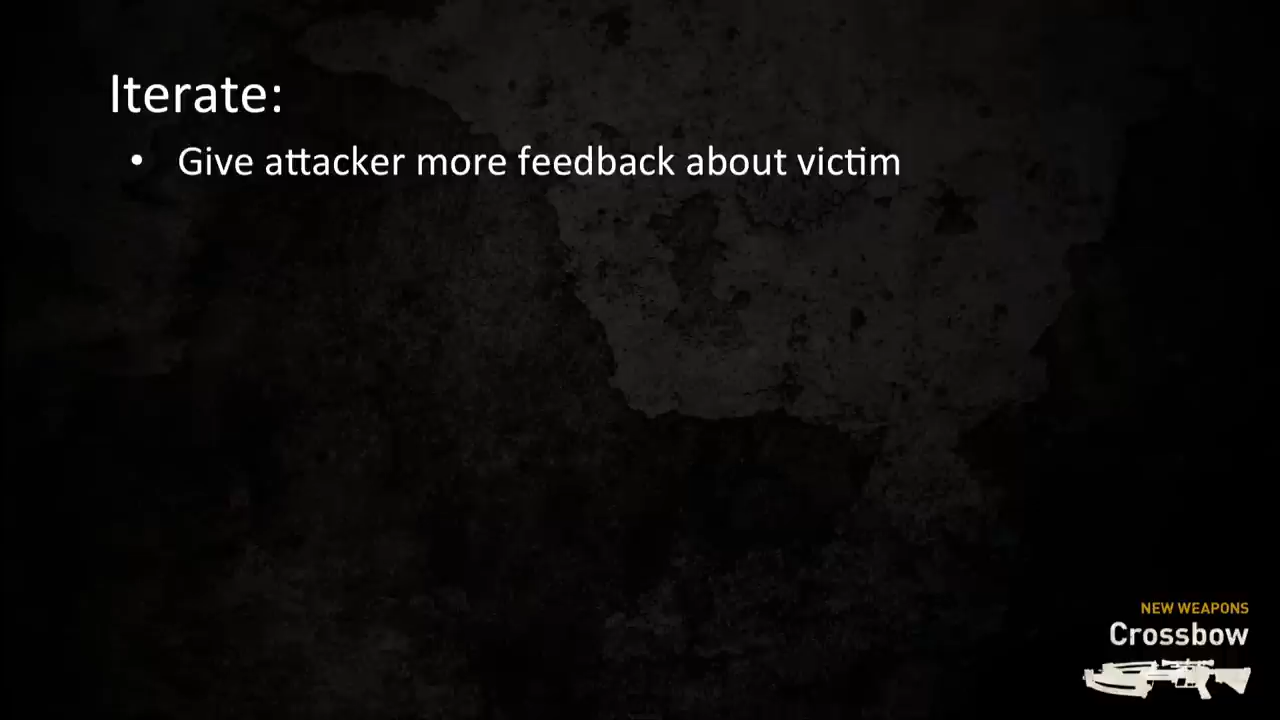 Iterate:
• Give attacker more feedback about victim
NEW WEAPONS
Crossbow